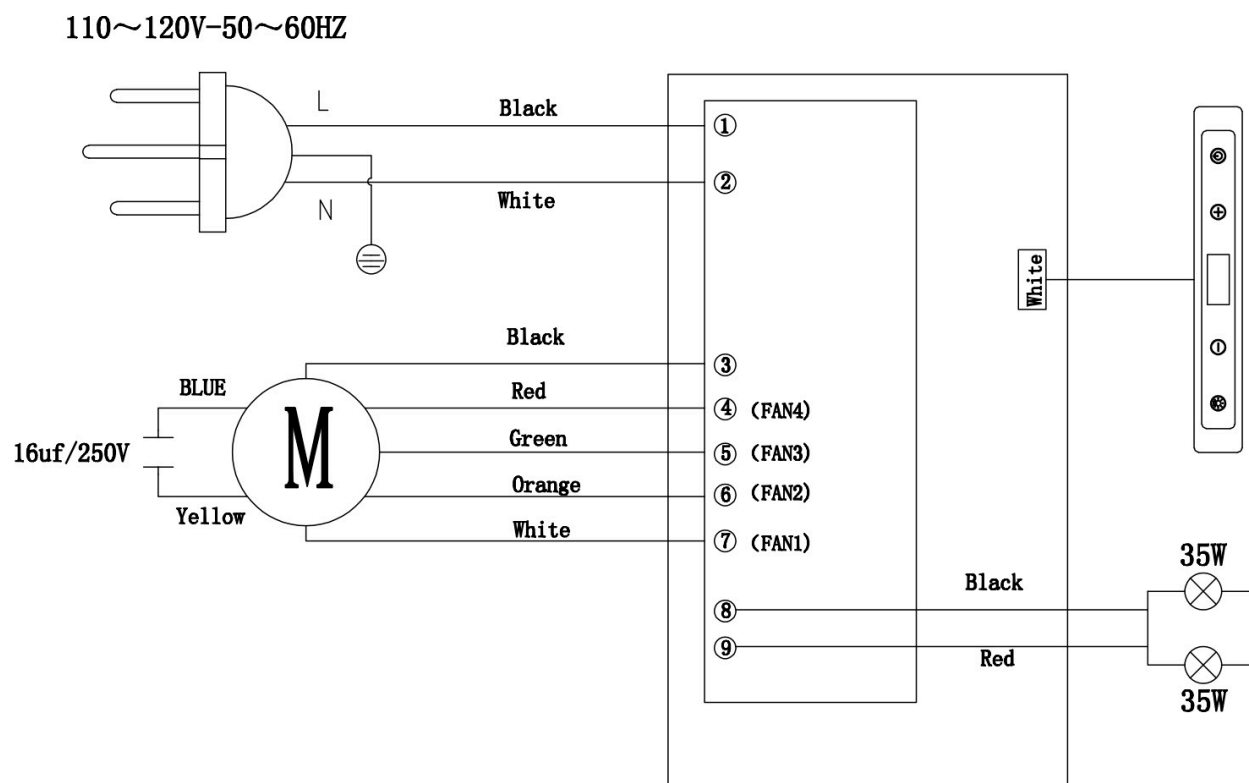 110～120V-50～60HZ
L
Black
①
N
White
②
White
Black
③
BLUE
Red
④ (FAN4)
16uf/250V
M
Green
⑤ (FAN3)
Orange
⑥ (FAN2)
Yellow
White
⑦ (FAN1)
35W
⑧
Black
⑨
Red
35W